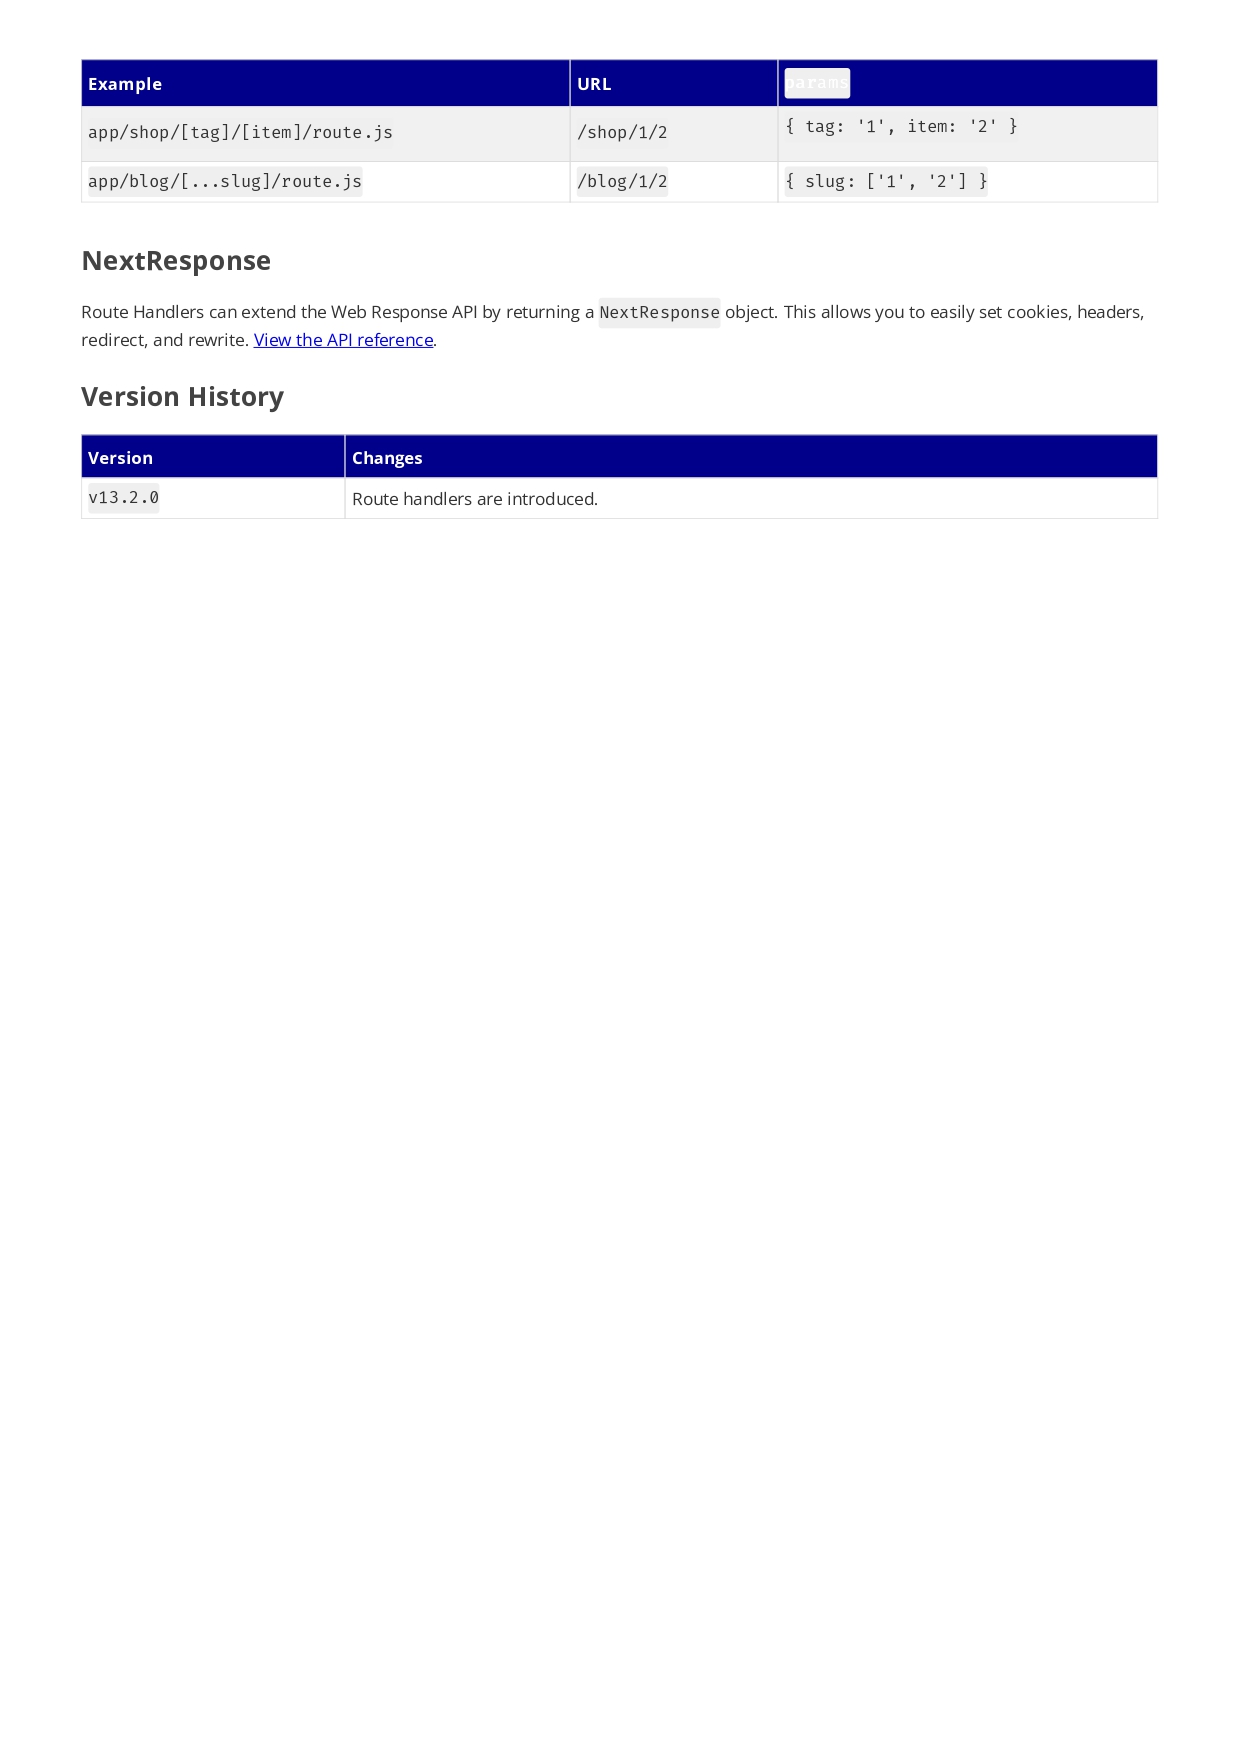 Example URL params
app/shop/[tag]/[item]/route.js /shop/1/2 { tag: '1', item: '2' }
app/blog/[...slug]/route.js /blog/1/2 { slug: ['1', '2'] }
NextResponse
Route Handlers can extend the Web Response API by returning a NextResponse object. This allows you to easily set cookies, headers,
redirect, and rewrite. View the API reference.
Version History
Version Changes
v13.2.0 Route handlers are introduced.